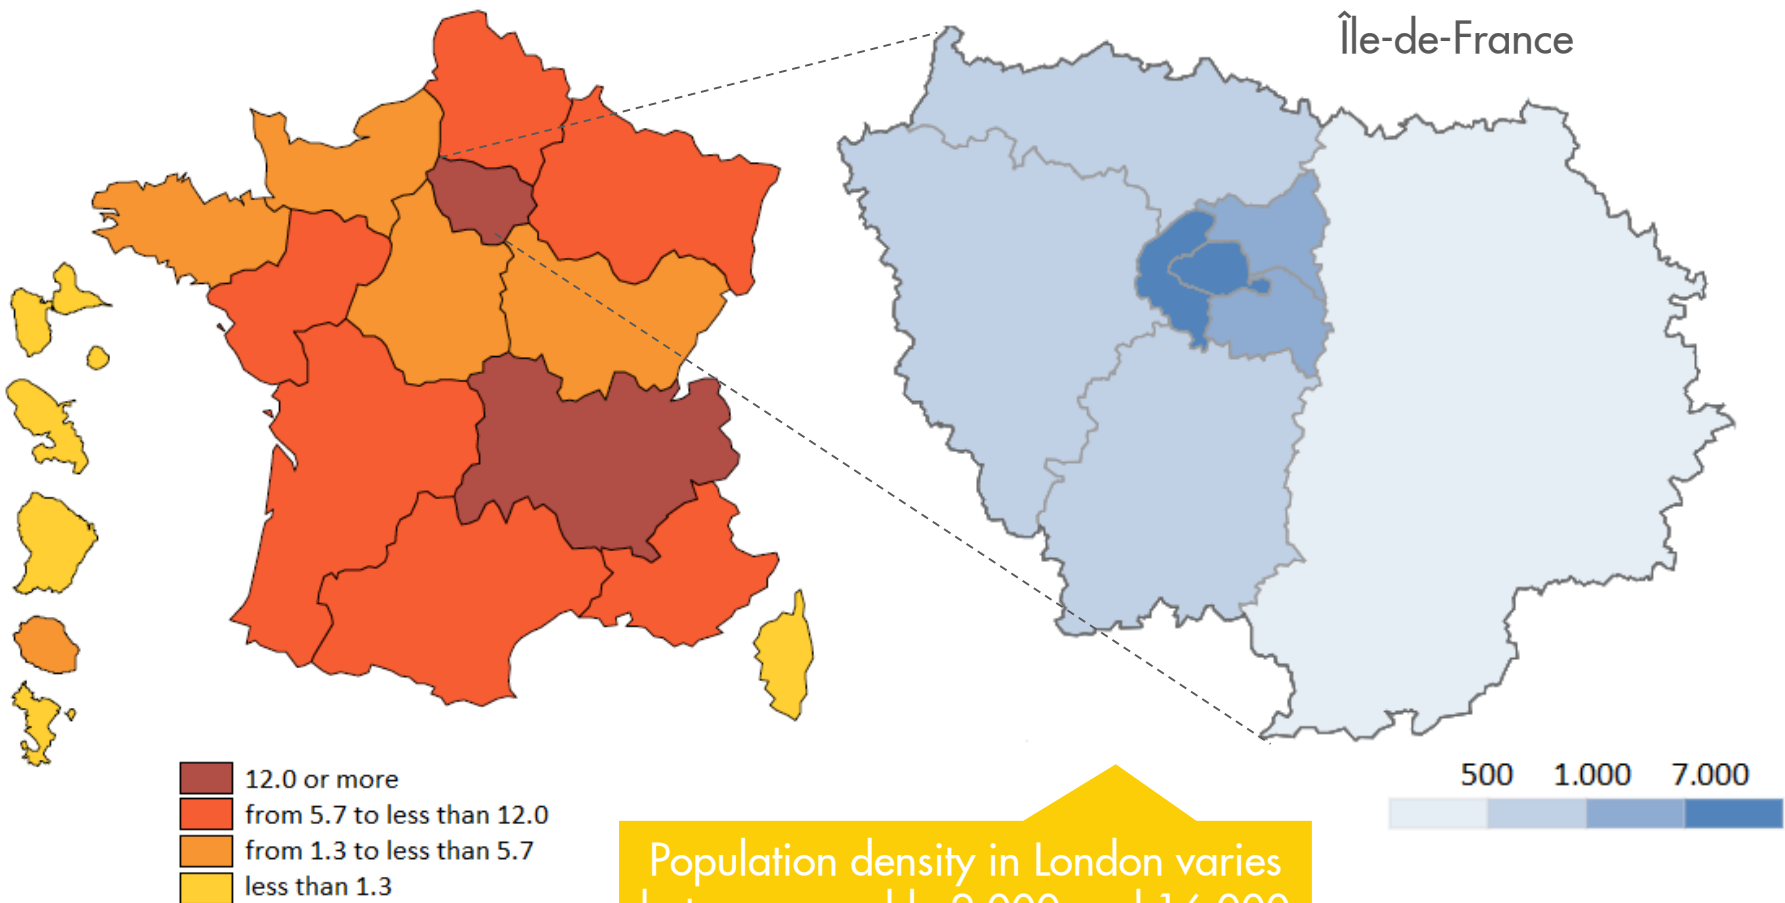 Île-de-France
500 1.000 7.000
12.0 or more
from 5.7 to less than 12.0
from 1.3 to less than 5.7
less than 1.3
Population density in London varies